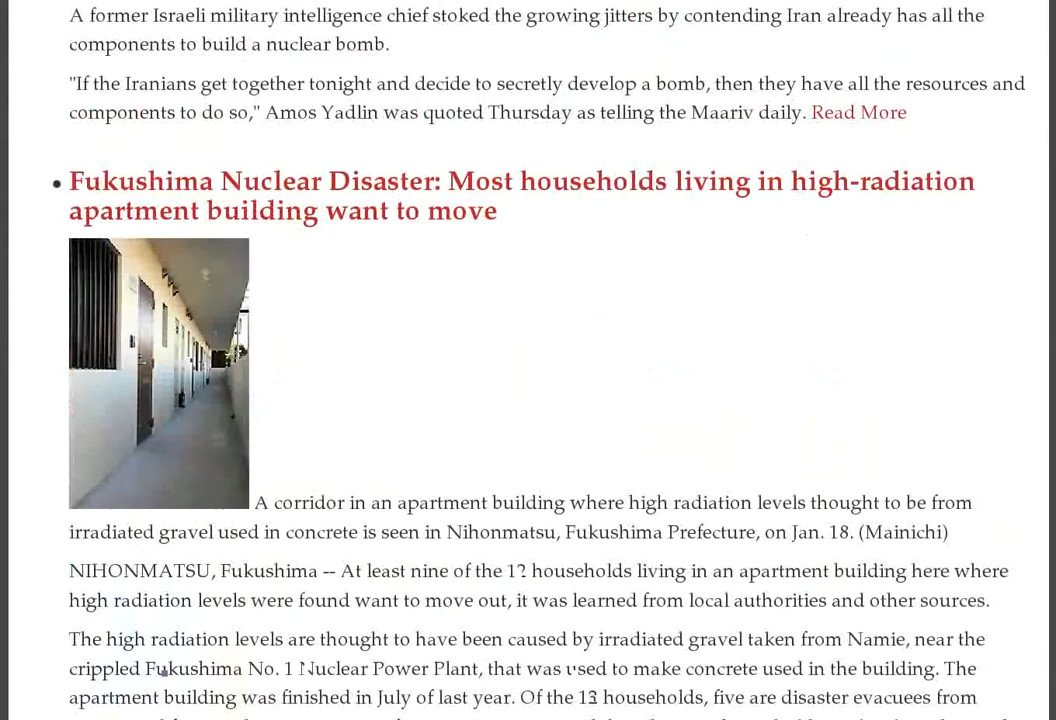 A former Israeli military intelligence chief stoked the growing jitters by contending Iran already has all the
components to build a nuclear bomb.
"If the Iranians get together tonight and decide to secretly develop a bomb, then they have all the resources and
components to do so," Amos Yadlin was quoted Thursday as telling the Maariv daily. Read More
• Fukushima Nuclear Disaster: Most households living in high-radiation
apartment building want to move
A corridor in an apartment building where high radiation levels thought to be from
irradiated gravel used in concrete is seen in Nihonmatsu, Fukushima Prefecture, on Jan. 18. (Mainichi)
NIHONMATSU, Fukushima -- At least nine of the households living in an apartment building here where
high radiation levels were found want to move out, it was learned from local authorities and other sources.
The high radiation levels are thought to have been caused by irradiated gravel taken from Namie, near the
crippled Fukushima No. 1 Nuclear Power Plant, that was used to make concrete used in the building. The
apartment building was finished in July of last year. Of the households, five are disaster evacuees from